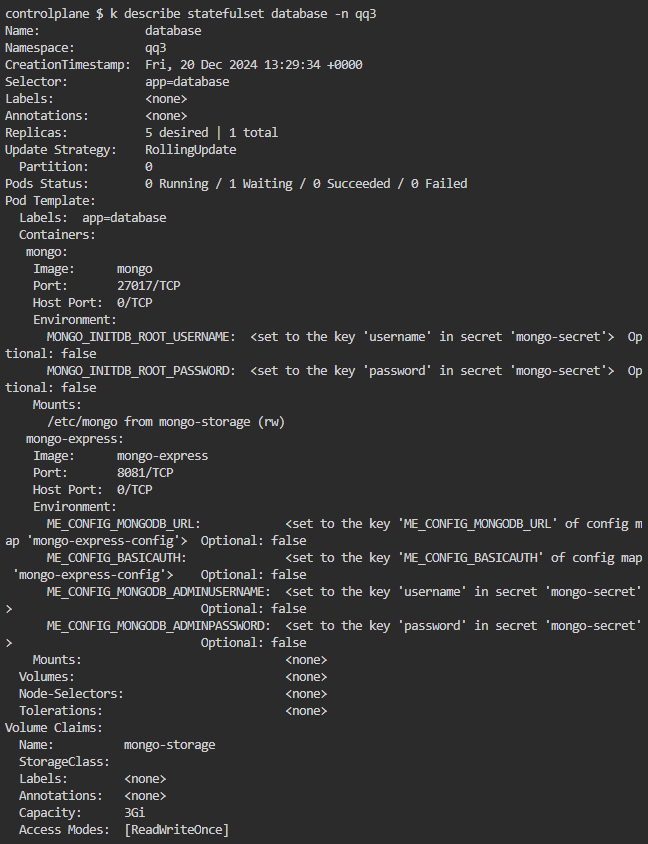 controlplane $ k describe statefulset database -n qq3
Name:               database
Namespace:          qq3
CreationTimestamp:  Fri, 20 Dec 2024 13:29:34 +0000
Selector:           app=database
Labels:             <none>
Annotations:        <none>
Replicas:           5 desired | 1 total
Update Strategy:    RollingUpdate
  Partition:        0
Pods Status:        0 Running / 1 Waiting / 0 Succeeded / 0 Failed
Pod Template:
  Labels:  app=database
  Containers:
   mongo:
    Image:      mongo
    Port:       27017/TCP
    Host Port:  0/TCP
    Environment:
      MONGO_INITDB_ROOT_USERNAME:  <set to the key 'username' in secret 'mongo-secret'>  Op
tional: false
      MONGO_INITDB_ROOT_PASSWORD:  <set to the key 'password' in secret 'mongo-secret'>  Op
tional: false
    Mounts:
      /etc/mongo from mongo-storage (rw)
   mongo-express:
    Image:      mongo-express
    Port:       8081/TCP
    Host Port:  0/TCP
    Environment:
      ME_CONFIG_MONGODB_URL:            <set to the key 'ME_CONFIG_MONGODB_URL' of config m
ap 'mongo-express-config'>  Optional: false
      ME_CONFIG_BASICAUTH:              <set to the key 'ME_CONFIG_BASICAUTH' of config map
 'mongo-express-config'>    Optional: false
      ME_CONFIG_MONGODB_ADMINUSERNAME:  <set to the key 'username' in secret 'mongo-secret'
>                           Optional: false
      ME_CONFIG_MONGODB_ADMINPASSWORD:  <set to the key 'password' in secret 'mongo-secret'
>                           Optional: false
    Mounts:                             <none>
  Volumes:                              <none>
  Node-Selectors:                       <none>
  Tolerations:                          <none>
Volume Claims:
  Name:          mongo-storage
  StorageClass:
  Labels:        <none>
  Annotations:   <none>
  Capacity:      3Gi
  Access Modes:  [ReadWriteOnce]